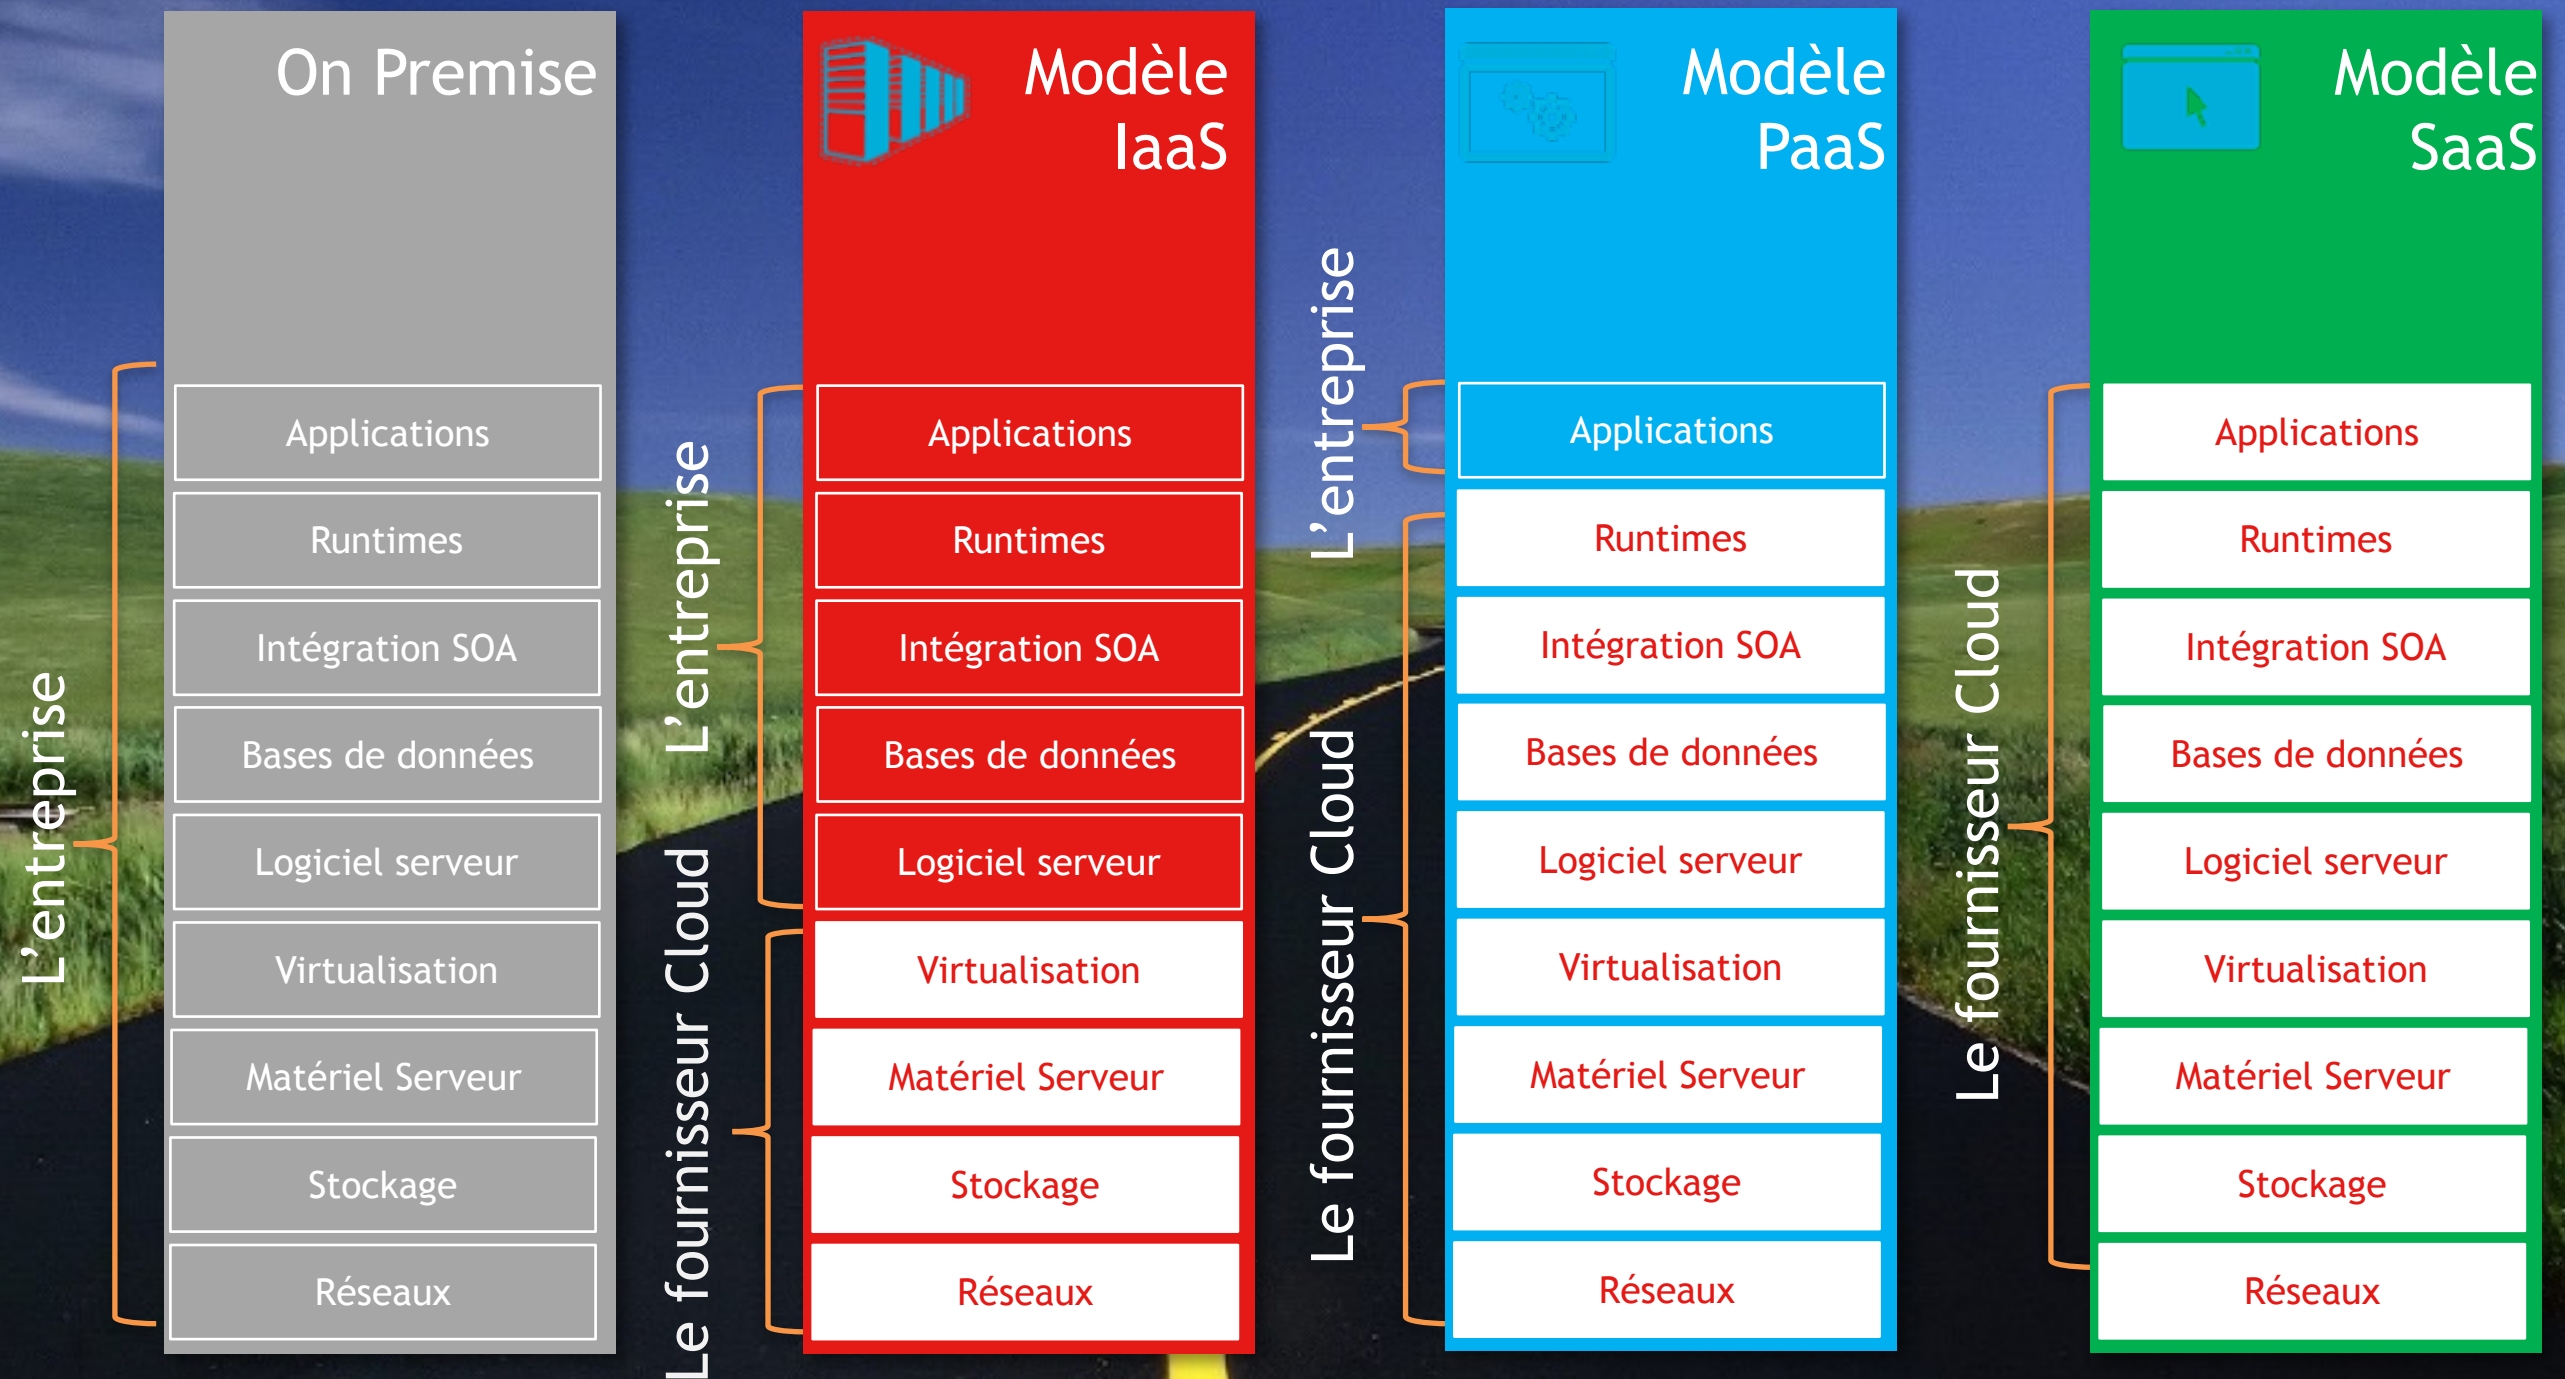 On Premise
L'entreprise
Applications
Runtimes
Intégration SOA
Bases de données
Logiciel serveur
Virtualisation
Matériel Serveur
Stockage
Réseaux
Modèle
IaaS
L'entreprise
Le fournisseur Cloud
Applications
Runtimes
Intégration SOA
Bases de données
Logiciel serveur
Virtualisation
Matériel Serveur
Stockage
Réseaux
Modèle
PaaS
L'entreprise
Le fournisseur Cloud
Applications
Runtimes
Intégration SOA
Bases de données
Logiciel serveur
Virtualisation
Matériel Serveur
Stockage
Réseaux
Modèle
SaaS
Le fournisseur Cloud
Applications
Runtimes
Intégration SOA
Bases de données
Logiciel serveur
Virtualisation
Matériel Serveur
Stockage
Réseaux